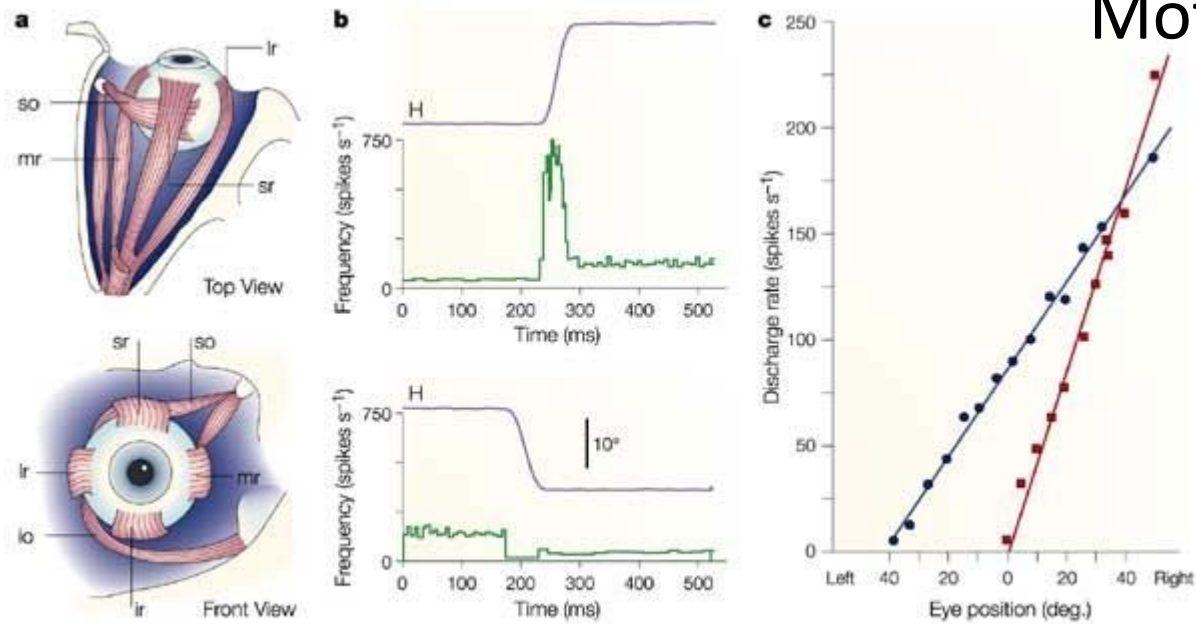 Mot
a
lr
so
mr
sr
Top View
sr
so
lr
mr
io
ir
Front View
b
H
750
0
Frequency (spikes s⁻¹)
0 100 200 300 400 500
Time (ms)
H
750
10°
0
Frequency (spikes s⁻¹)
0 100 200 300 400 500
Time (ms)
c
250
200
150
100
50
0
Discharge rate (spikes s⁻¹)
Left 40 20 0 20 40 Right
Eye position (deg.)